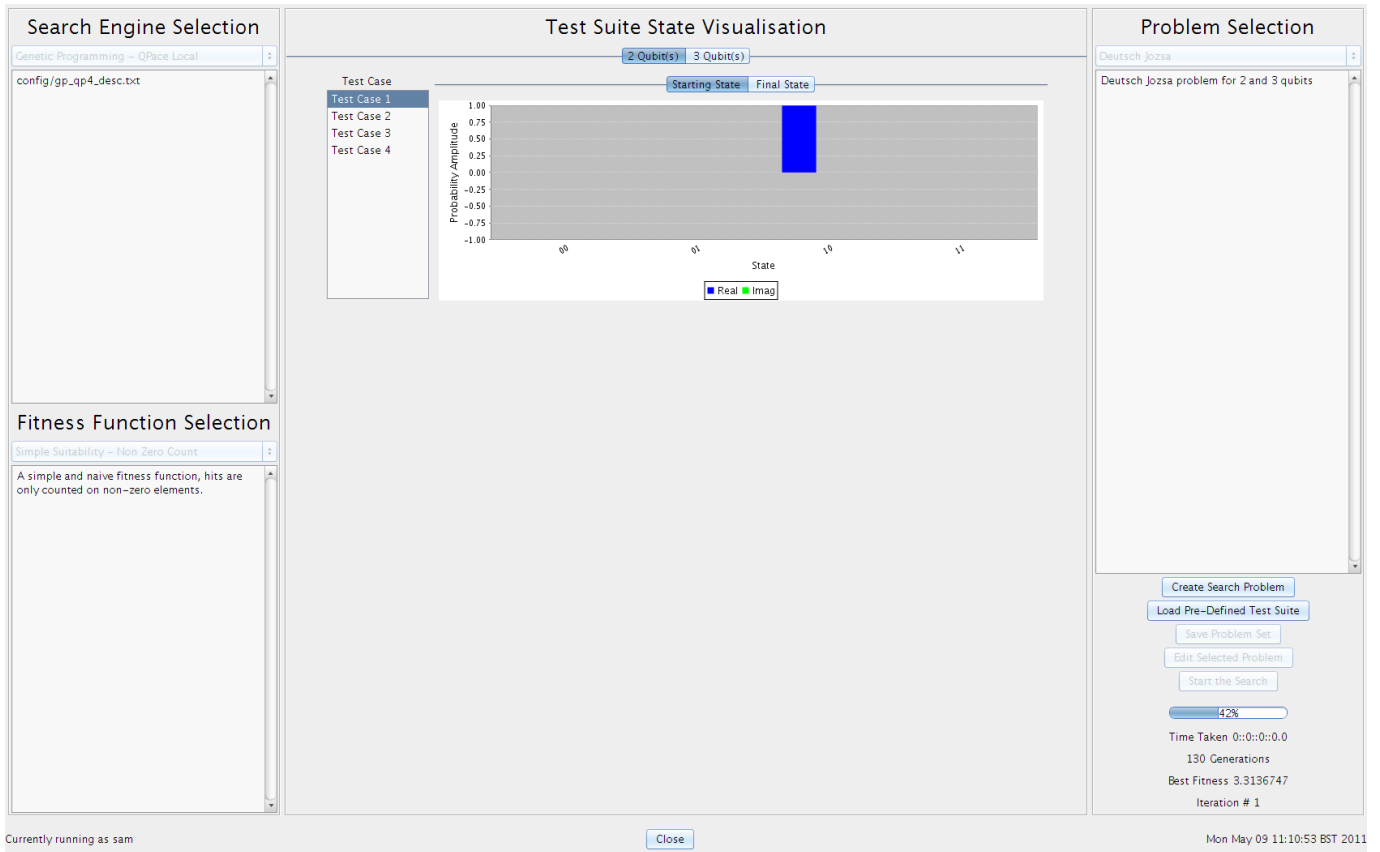 Search Engine Selection
Genetic Programming - QPace Local
config/gp_qp4_desc.txt
Fitness Function Selection
Simple Suitability - Non Zero Count
A simple and naive fitness function, hits are
only counted on non-zero elements.
Test Suite State Visualisation
2 Qubit(s) 3 Qubit(s)
Test Case
Test Case 1
Test Case 2
Test Case 3
Test Case 4
Starting State Final State
Probability Amplitude
1.00
0.75
0.50
0.25
0.00
-0.25
-0.50
-0.75
-1.00
00 01 10 11
State
Real Imag
Problem Selection
Deutsch Jozsa
Deutsch Jozsa problem for 2 and 3 qubits
Create Search Problem
Load Pre-Defined Test Suite
Save Problem Set
Edit Selected Problem
Start the Search
42%
Time Taken 0::0::0::0.0
130 Generations
Best Fitness 3.3136747
Iteration # 1
Currently running as sam
Close
Mon May 09 11:10:53 BST 2011